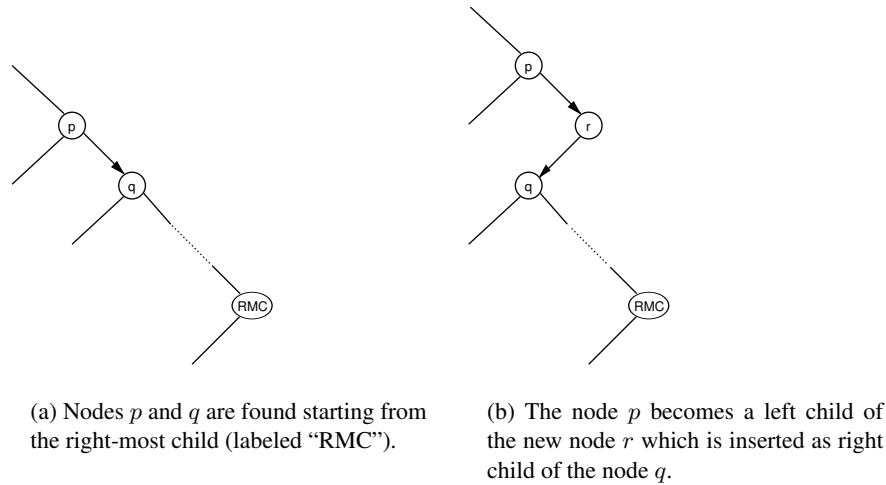 p
q
RMC
p
r
q
RMC
(a) Nodes p and q are found starting from
the right-most child (labeled “RMC”).
(b) The node p becomes a left child of
the new node r which is inserted as right
child of the node q.